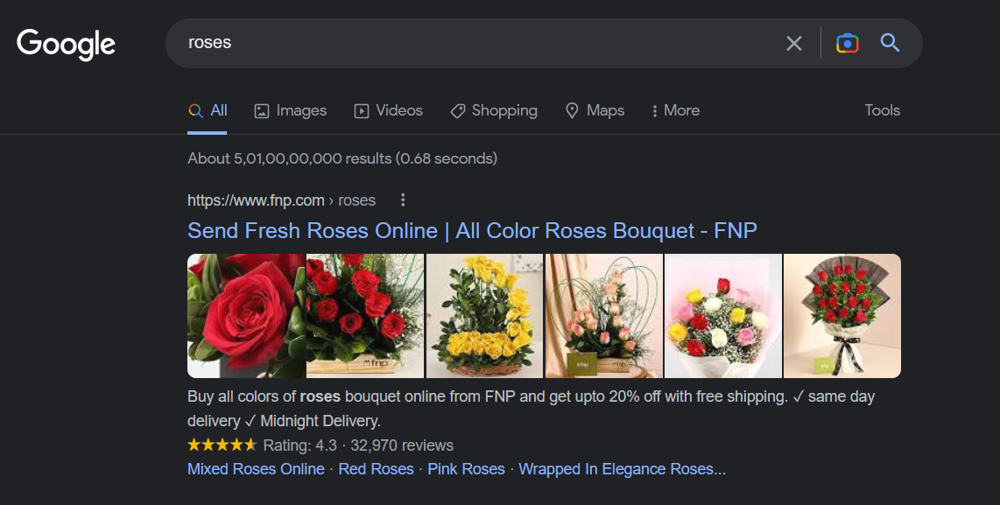 Google
roses
All Images Videos Shopping Maps More Tools
About 5,01,00,00,000 results (0.68 seconds)
https://www.fnp.com › roses
Send Fresh Roses Online | All Color Roses Bouquet - FNP
fnp
fnp fnp
Buy all colors of roses bouquet online from FNP and get upto 20% off with free shipping. ✓ same day
delivery ✓ Midnight Delivery.
Rating: 4.3 · 32,970 reviews
Mixed Roses Online · Red Roses · Pink Roses · Wrapped In Elegance Roses...